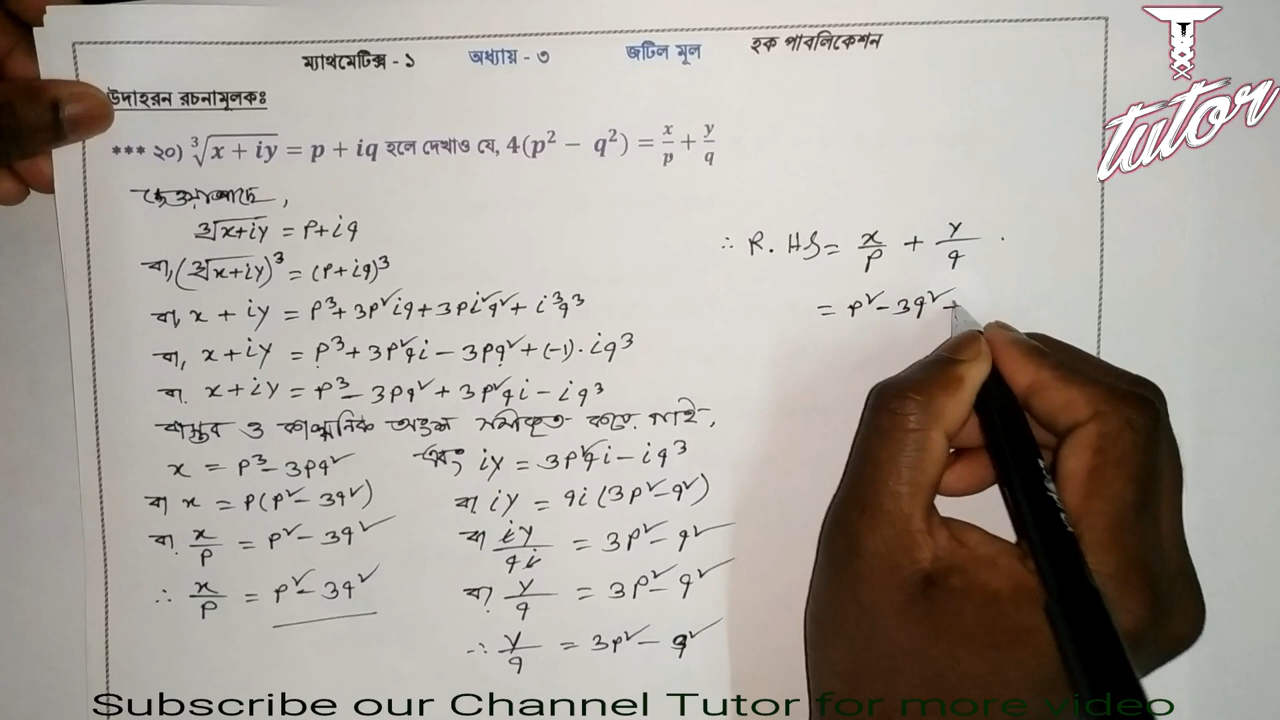 ম্যাথমেটিক্স - ১ অধ্যায় - ৩ জটিল মূল হক পাবলিকেশন
উদাহরন রচনামূলকঃ
*** ২০) ∛(x + iy) = p + iq হলে দেখাও যে, 4(p² − q²) = x/p + y/q
দেওয়া আছে,
∛(x+iy) = p+iq
বা, (∛(x+iy))³ = (p+iq)³
বা, x + iy = p³ + 3p²iq + 3pi²q² + i³q³
বা, x+iy = p³ + 3p²qi − 3pq² + (−1).iq³
বা, x+iy = p³ − 3pq² + 3p²qi − iq³
বাস্তব ও কাল্পনিক অংশ সমীকৃত করে পাই,
x = p³ − 3pq²
বা x = p(p² − 3q²)
বা, x/p = p² − 3q²
∴ x/p = p² − 3q²
এবং iy = 3p²qi − iq³
বা iy = qi(3p² − q²)
বা iy/qi = 3p² − q²
বা, y/q = 3p² − q²
∴ y/q = 3p² − q²
∴ R.HS = x/p + y/q .
= p² − 3q² +
T
tutor
Subscribe our Channel Tutor for more video